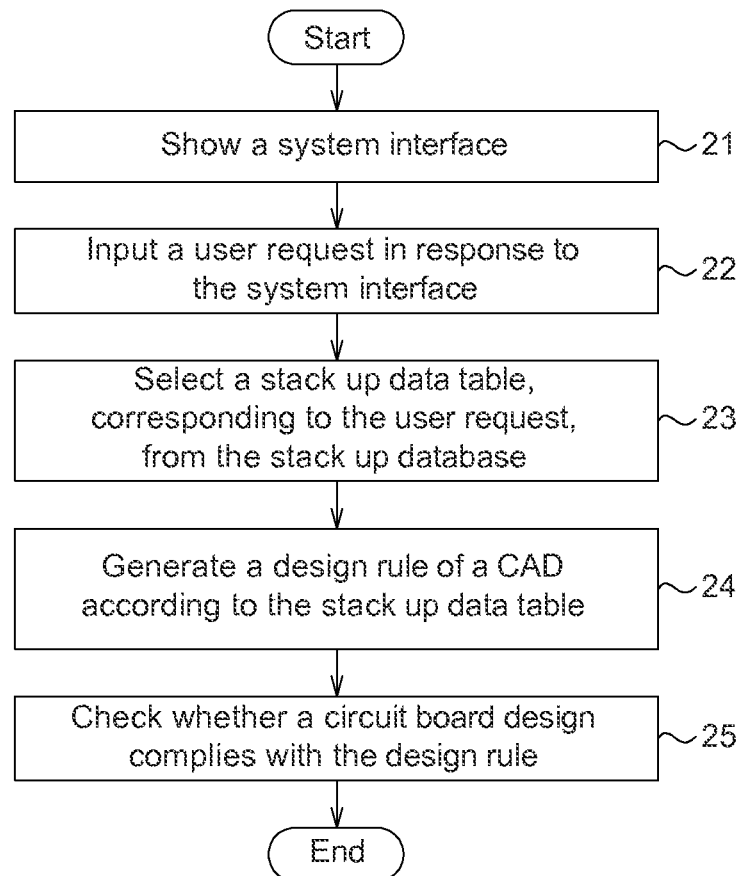 Start
Show a system interface
21
Input a user request in response to
the system interface
22
Select a stack up data table,
corresponding to the user request,
from the stack up database
23
Generate a design rule of a CAD
according to the stack up data table
24
Check whether a circuit board design
complies with the design rule
25
End